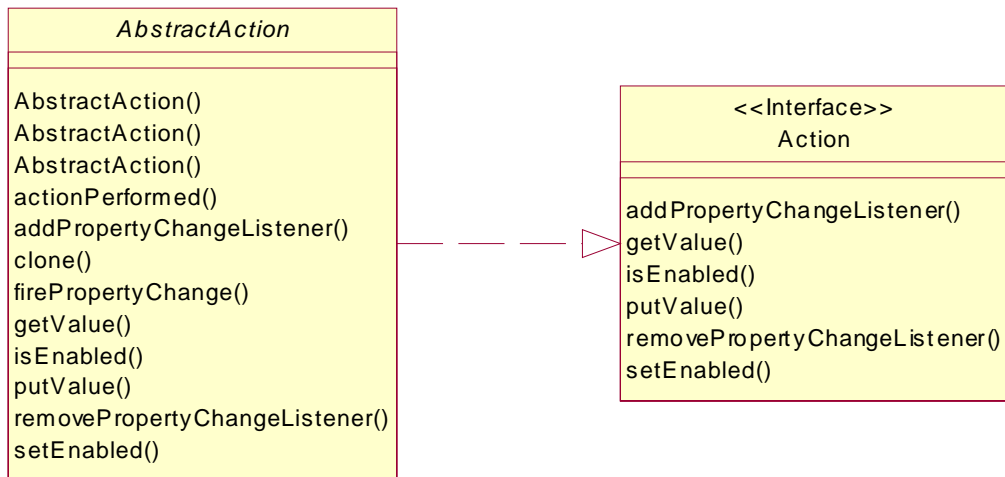 AbstractAction
AbstractAction()
AbstractAction()
AbstractAction()
actionPerformed()
addPropertyChangeListener()
clone()
firePropertyChange()
getValue()
isEnabled()
putValue()
removePropertyChangeListener()
setEnabled()
<<Interface>>
Action
addPropertyChangeListener()
getValue()
isEnabled()
putValue()
removePropertyChangeListener()
setEnabled()